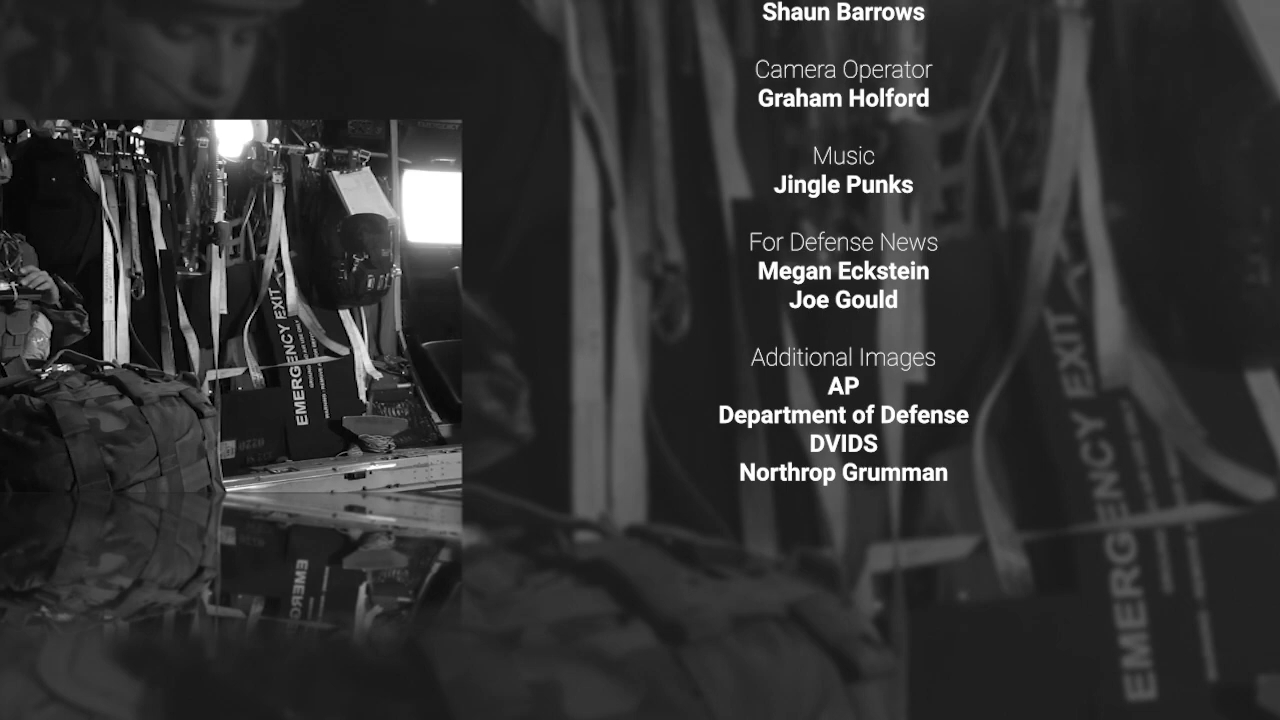 Shaun Barrows
Camera Operator
Graham Holford
Music
Jingle Punks
For Defense News
Megan Eckstein
Joe Gould
Additional Images
AP
Department of Defense
DVIDS
Northrop Grumman
EMERGENCY EXIT
EMERGENCY EXIT